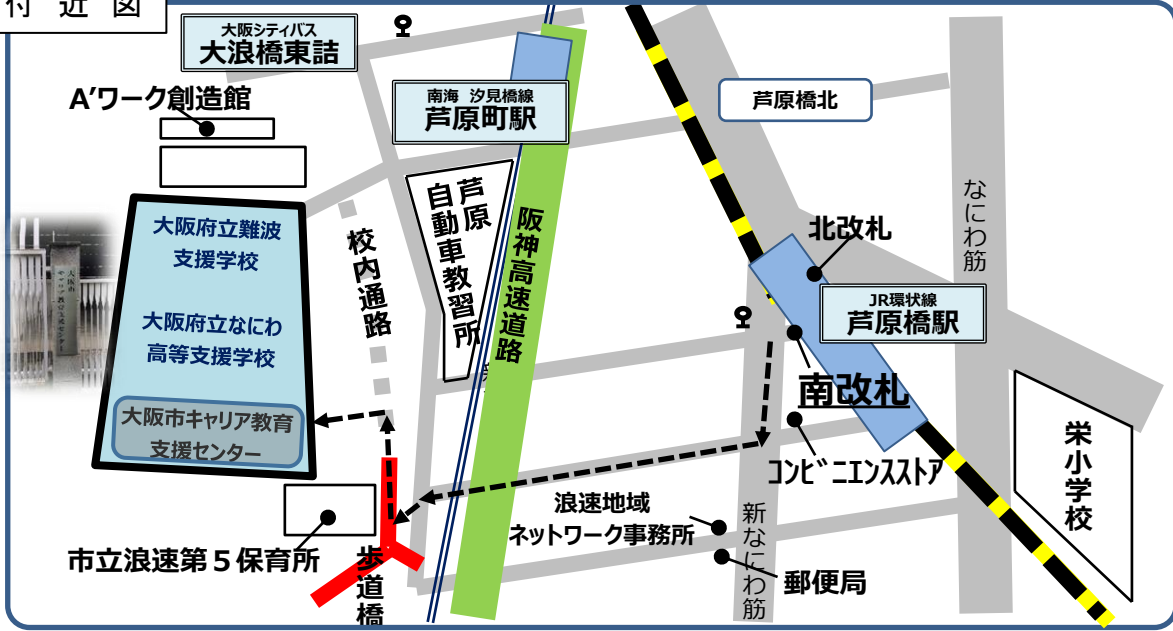 付近図
大阪シティバス
大浪橋東詰
A’ワーク創造館
南海 汐見橋線
芦原町駅
芦原橋北
なにわ筋
大阪府立難波
支援学校
大阪府立なにわ
高等支援学校
大阪市キャリア教育
支援センター
校内通路
芦原
自動車教習所
阪神高速道路
北改札
JR環状線
芦原橋駅
南改札
コンビニエンスストア
栄小学校
浪速地域
ネットワーク事務所
新なにわ筋
郵便局
市立浪速第5保育所
歩道橋